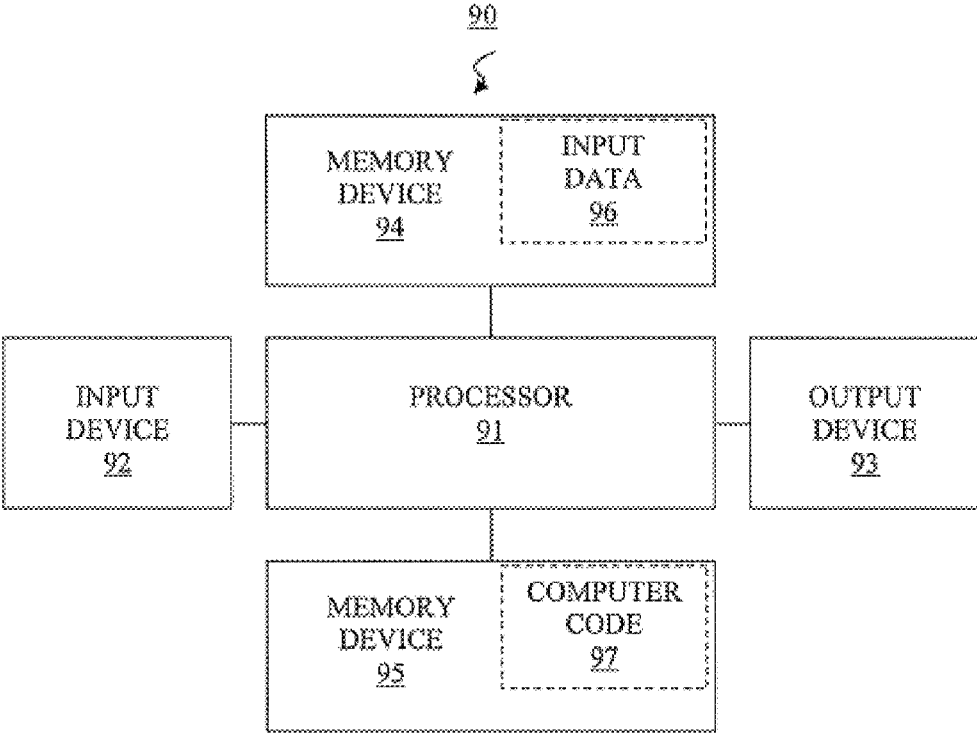 90
MEMORY
DEVICE
94
INPUT
DATA
96
INPUT
DEVICE
92
PROCESSOR
91
OUTPUT
DEVICE
93
MEMORY
DEVICE
95
COMPUTER
CODE
97